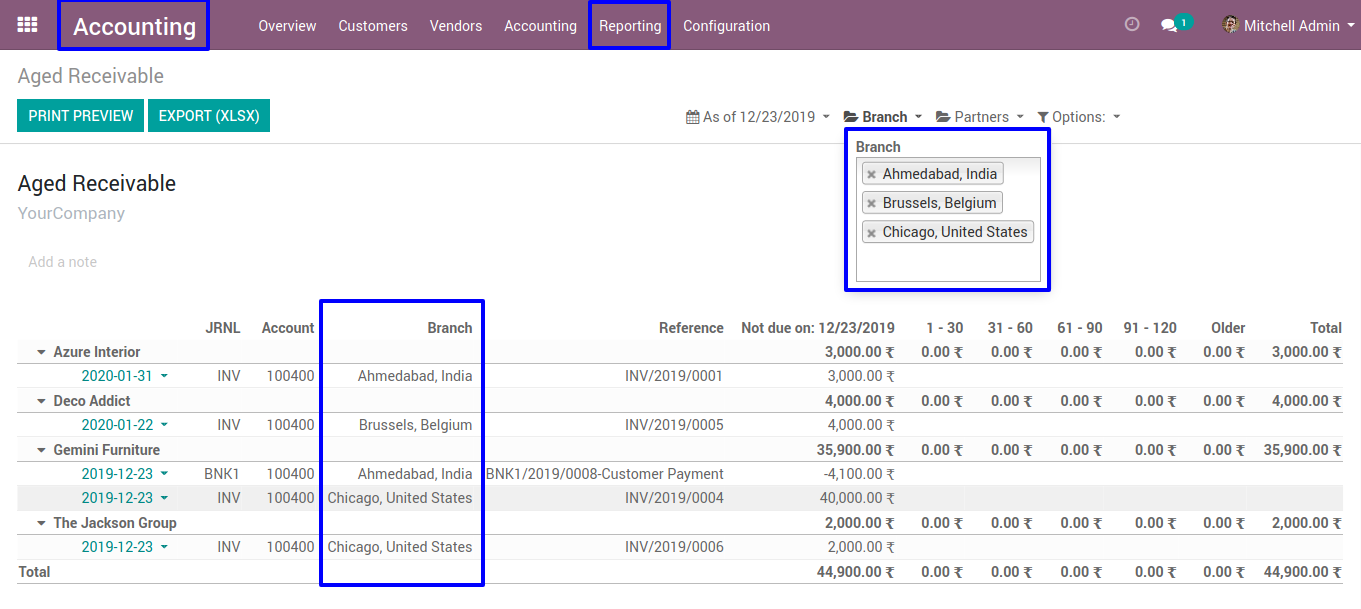 Accounting Overview Customers Vendors Accounting Reporting Configuration 1 Mitchell Admin
Aged Receivable
PRINT PREVIEW EXPORT (XLSX) As of 12/23/2019 Branch Partners Options:
Branch
Ahmedabad, India
Brussels, Belgium
Chicago, United States
Aged Receivable
YourCompany
Add a note
JRNL Account Branch Reference Not due on: 12/23/2019 1 - 30 31 - 60 61 - 90 91 - 120 Older Total
Azure Interior 3,000.00 ₹ 0.00 ₹ 0.00 ₹ 0.00 ₹ 0.00 ₹ 0.00 ₹ 3,000.00 ₹
2020-01-31 INV 100400 Ahmedabad, India INV/2019/0001 3,000.00 ₹
Deco Addict 4,000.00 ₹ 0.00 ₹ 0.00 ₹ 0.00 ₹ 0.00 ₹ 0.00 ₹ 4,000.00 ₹
2020-01-22 INV 100400 Brussels, Belgium INV/2019/0005 4,000.00 ₹
Gemini Furniture 35,900.00 ₹ 0.00 ₹ 0.00 ₹ 0.00 ₹ 0.00 ₹ 0.00 ₹ 35,900.00 ₹
2019-12-23 BNK1 100400 Ahmedabad, India BNK1/2019/0008-Customer Payment -4,100.00 ₹
2019-12-23 INV 100400 Chicago, United States INV/2019/0004 40,000.00 ₹
The Jackson Group 2,000.00 ₹ 0.00 ₹ 0.00 ₹ 0.00 ₹ 0.00 ₹ 0.00 ₹ 2,000.00 ₹
2019-12-23 INV 100400 Chicago, United States INV/2019/0006 2,000.00 ₹
Total 44,900.00 ₹ 0.00 ₹ 0.00 ₹ 0.00 ₹ 0.00 ₹ 0.00 ₹ 44,900.00 ₹